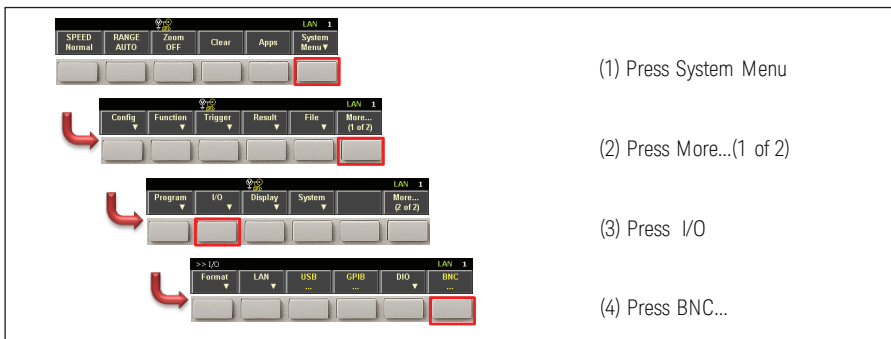 LAN 1
SPEED Normal
RANGE AUTO
Zoom OFF
Clear
Apps
System Menu▼
(1) Press System Menu
LAN 1
Config ▼
Function ▼
Trigger ▼
Result ▼
File ▼
More... (1 of 2)
(2) Press More...(1 of 2)
LAN 1
Program ▼
I/O ▼
Display ▼
System ▼
More... (2 of 2)
(3) Press I/O
>> I/O
LAN 1
Format ▼
LAN ▼
USB ...
GPIB ...
DIO ▼
BNC ...
(4) Press BNC...